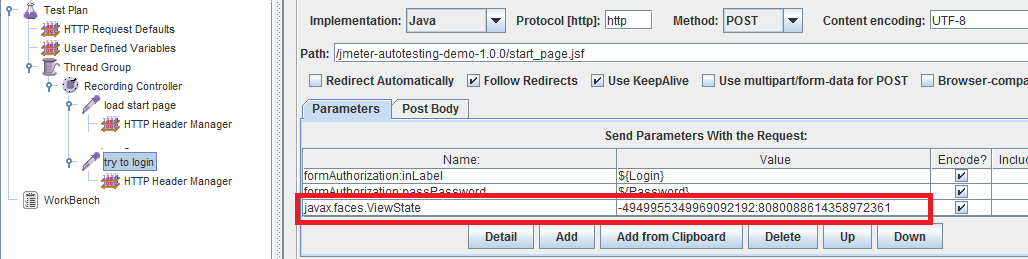 Test Plan
HTTP Request Defaults
User Defined Variables
Thread Group
Recording Controller
load start page
HTTP Header Manager
try to login
HTTP Header Manager
WorkBench
Implementation: Java Protocol [http]: http Method: POST Content encoding: UTF-8
Path: /jmeter-autotesting-demo-1.0.0/start_page.jsf
Redirect Automatically Follow Redirects Use KeepAlive Use multipart/form-data for POST Browser-compa
Parameters Post Body
Send Parameters With the Request:
Name: Value Encode? Includ
formAuthorization:inLabel ${Login}
formAuthorization:passPassword ${Password}
javax.faces.ViewState -4949955349969092192:8080088614358972361
Detail Add Add from Clipboard Delete Up Down